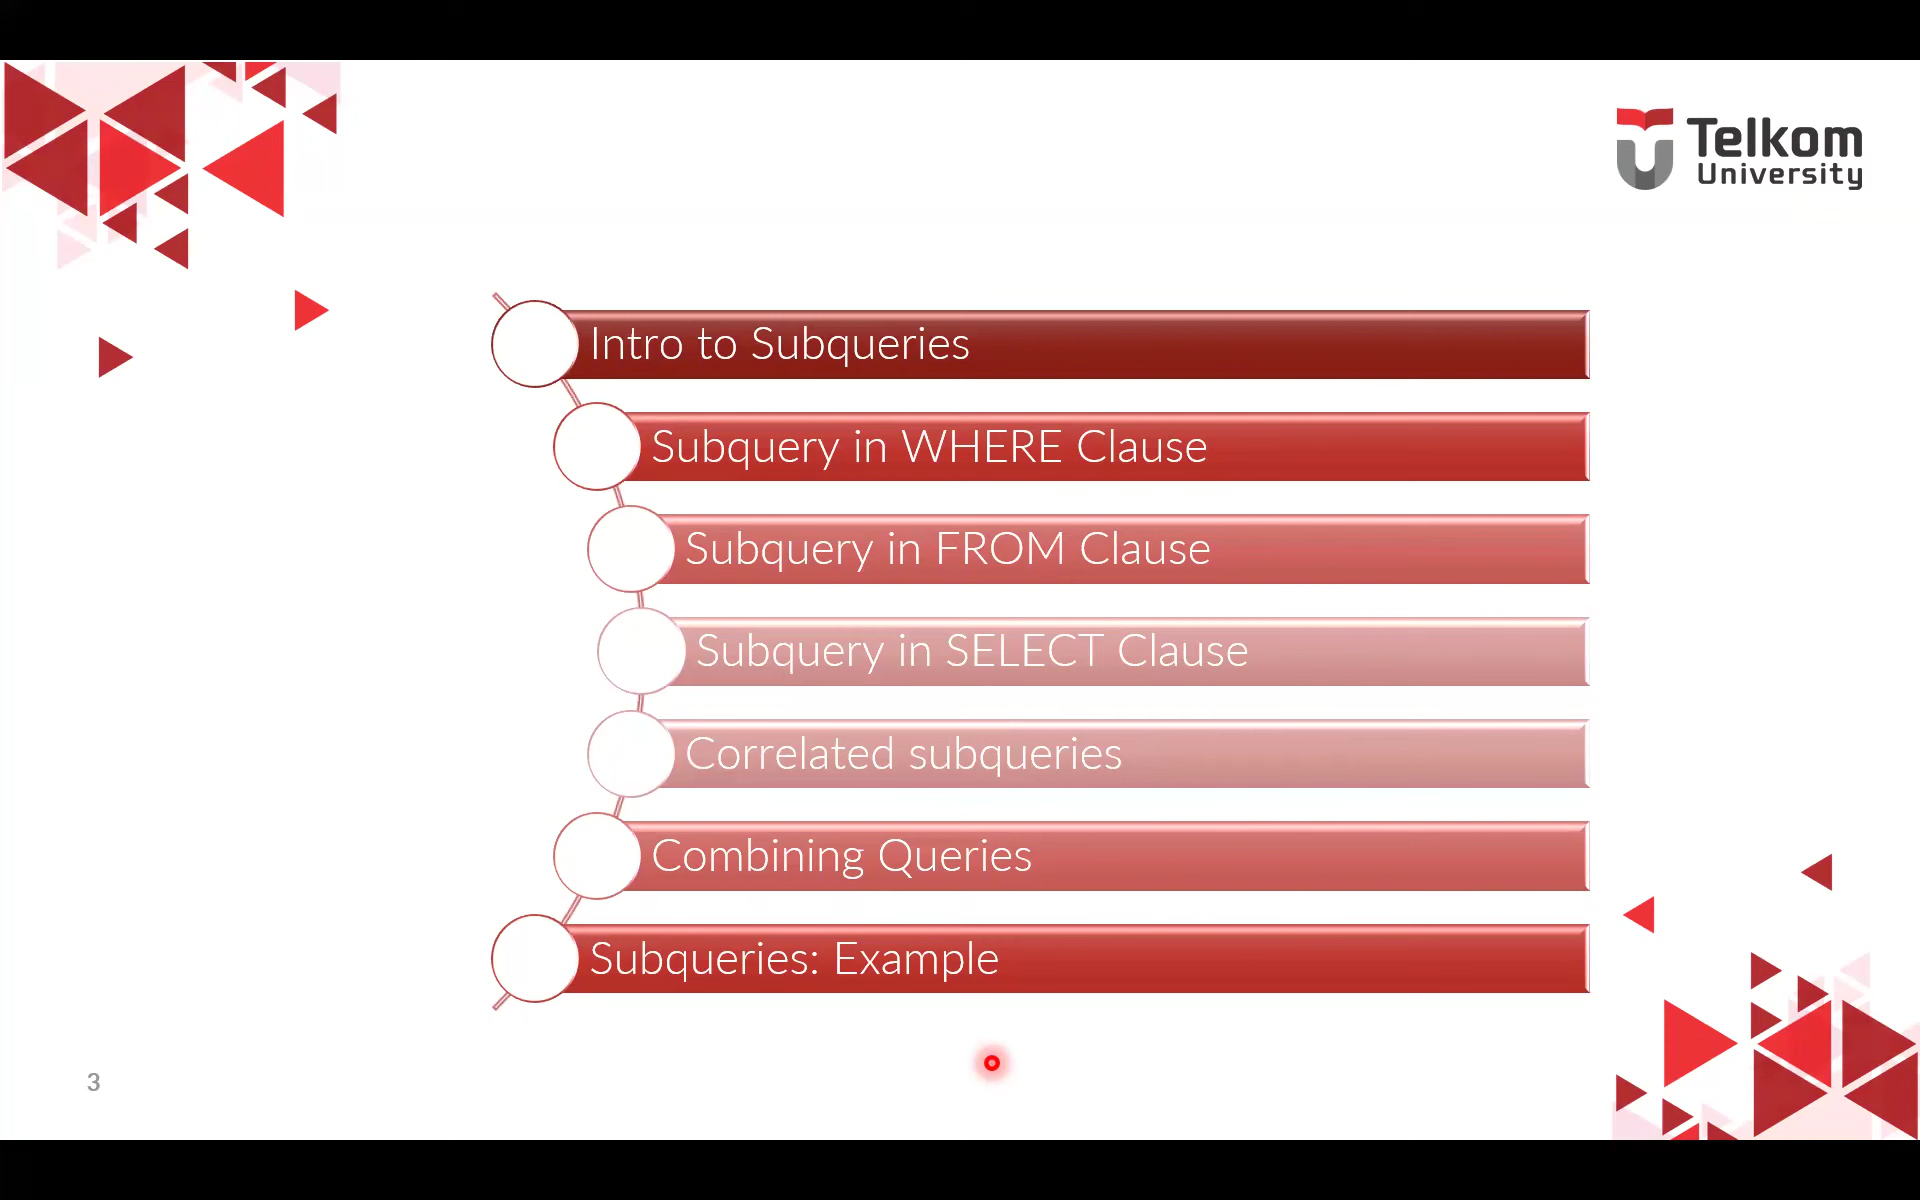 Telkom
University
Intro to Subqueries
Subquery in WHERE Clause
Subquery in FROM Clause
Subquery in SELECT Clause
Correlated subqueries
Combining Queries
Subqueries: Example
3